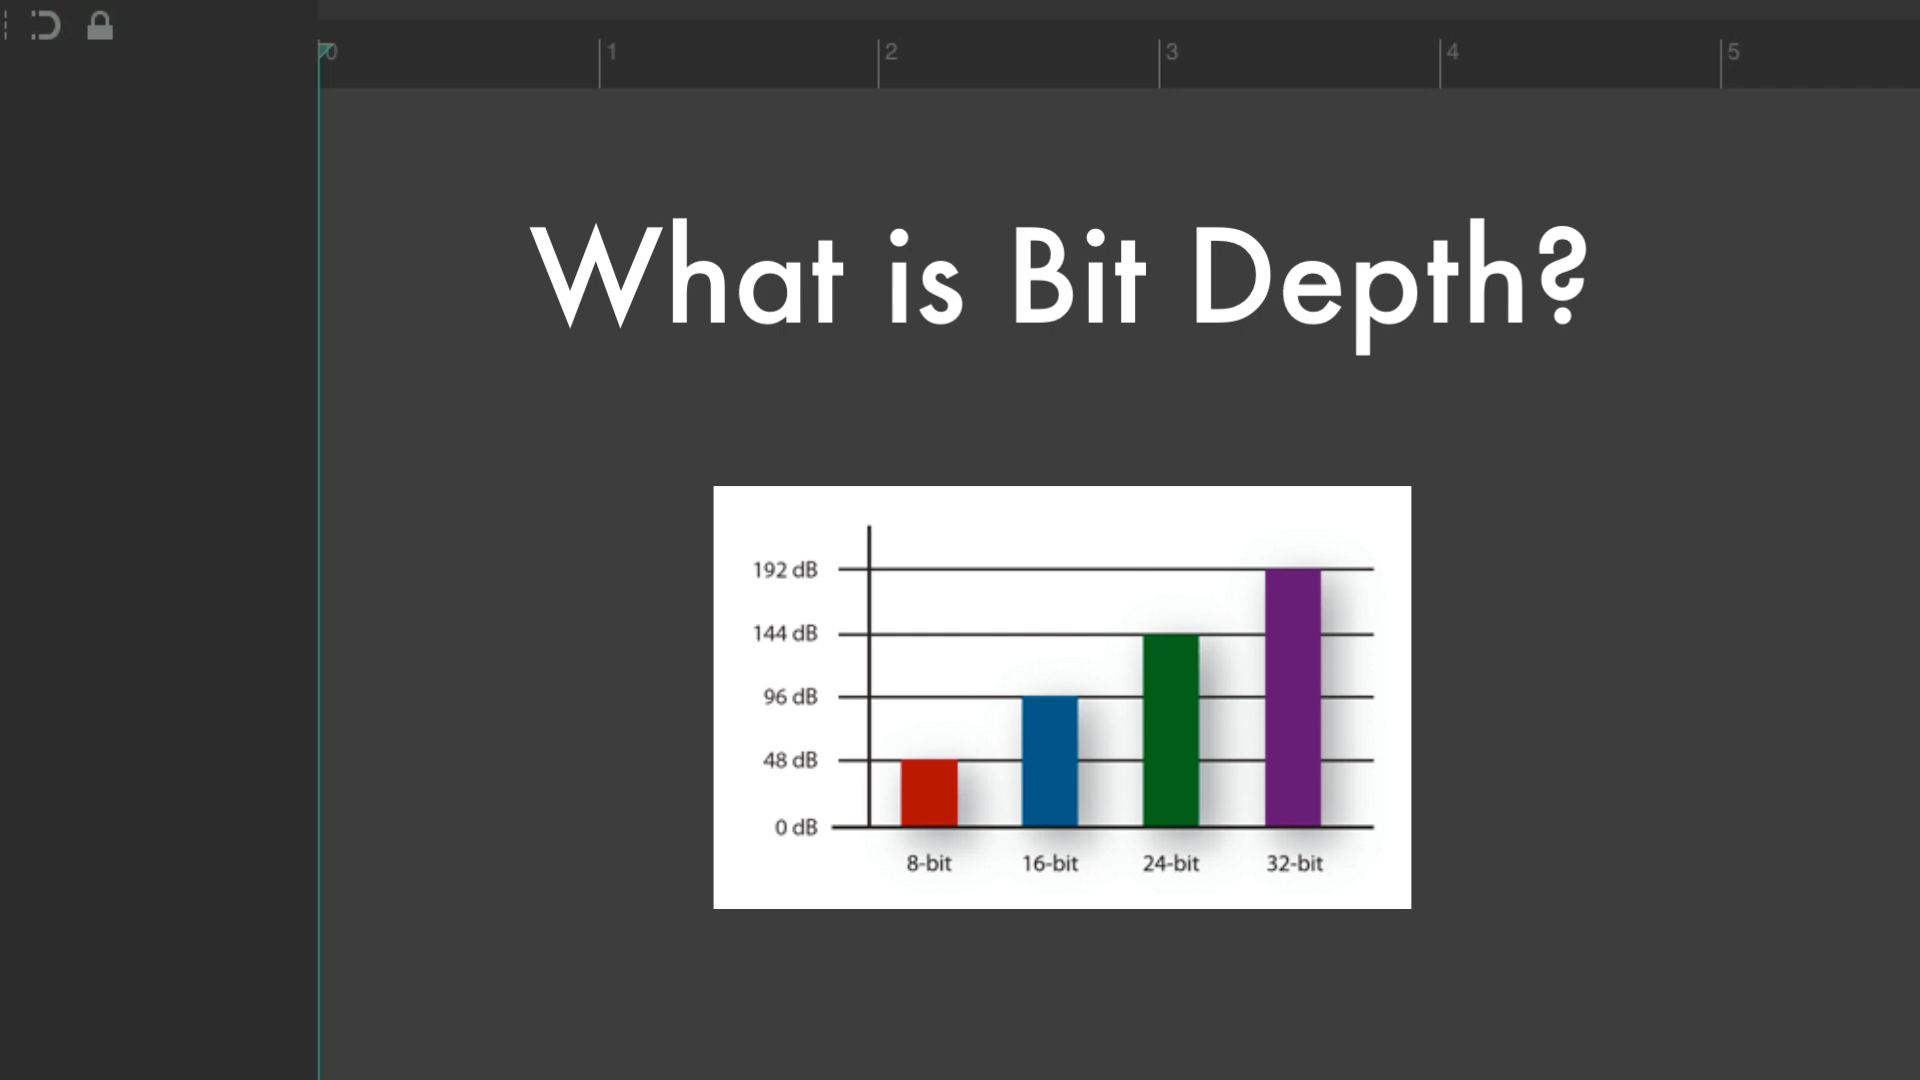 0 1 2 3 4 5
What is Bit Depth?
192 dB
144 dB
96 dB
48 dB
0 dB
8-bit 16-bit 24-bit 32-bit